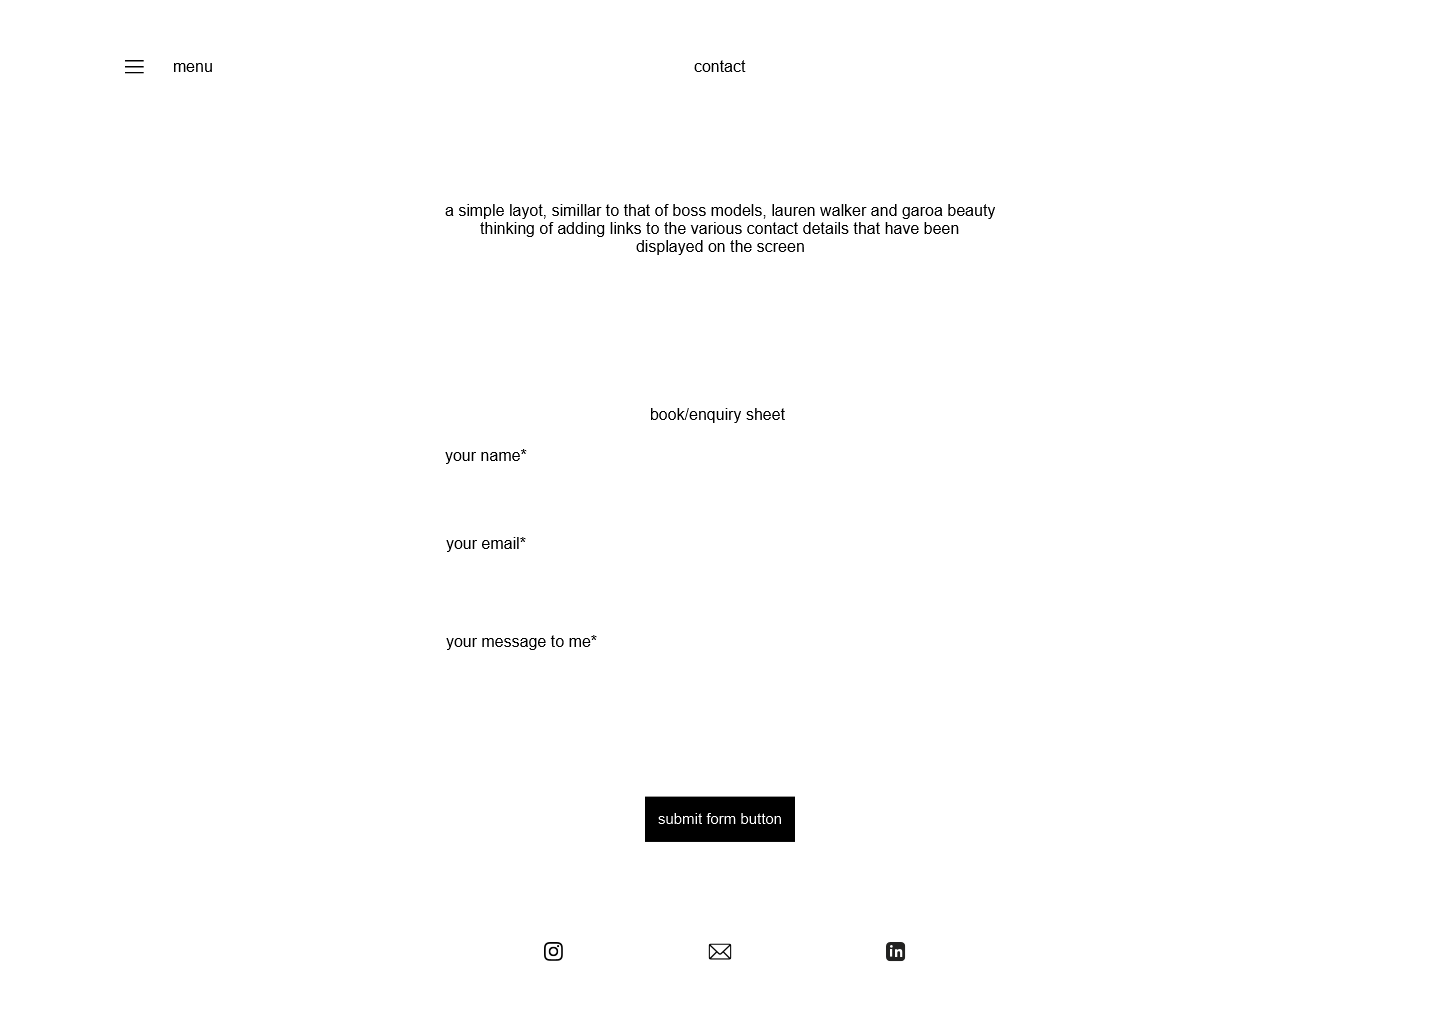 menu
contact
a simple layot, simillar to that of boss models, lauren walker and garoa beauty
thinking of adding links to the various contact details that have been
displayed on the screen
book/enquiry sheet
your name*
your email*
your message to me*
submit form button
in